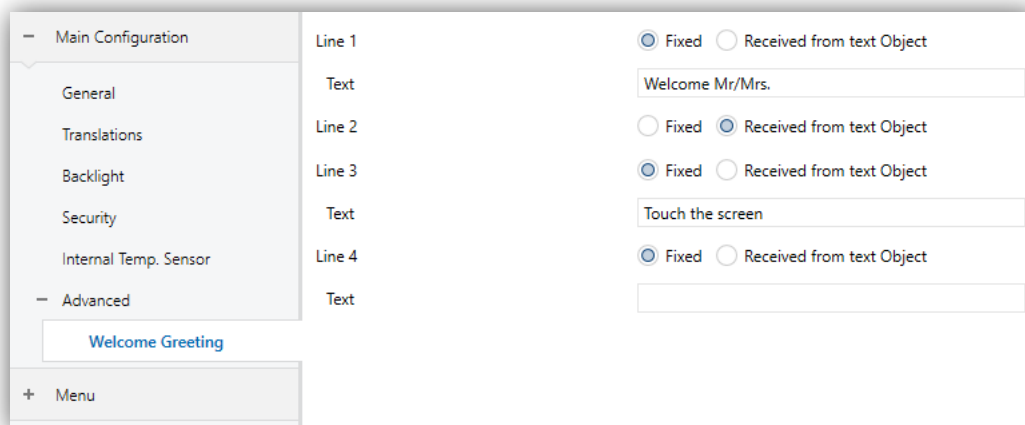 Main Configuration
General
Translations
Backlight
Security
Internal Temp. Sensor
Advanced
Welcome Greeting
Menu
Line 1 Fixed Received from text Object
Text Welcome Mr/Mrs.
Line 2 Fixed Received from text Object
Line 3 Fixed Received from text Object
Text Touch the screen
Line 4 Fixed Received from text Object
Text